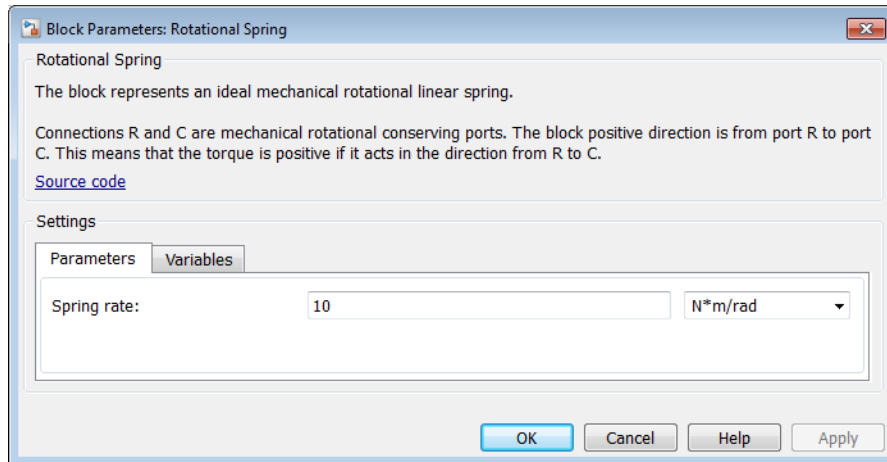 Block Parameters: Rotational Spring
Rotational Spring
The block represents an ideal mechanical rotational linear spring.
Connections R and C are mechanical rotational conserving ports. The block positive direction is from port R to port
C. This means that the torque is positive if it acts in the direction from R to C.
Source code
Settings
Parameters Variables
Spring rate: 10 N*m/rad
OK Cancel Help Apply